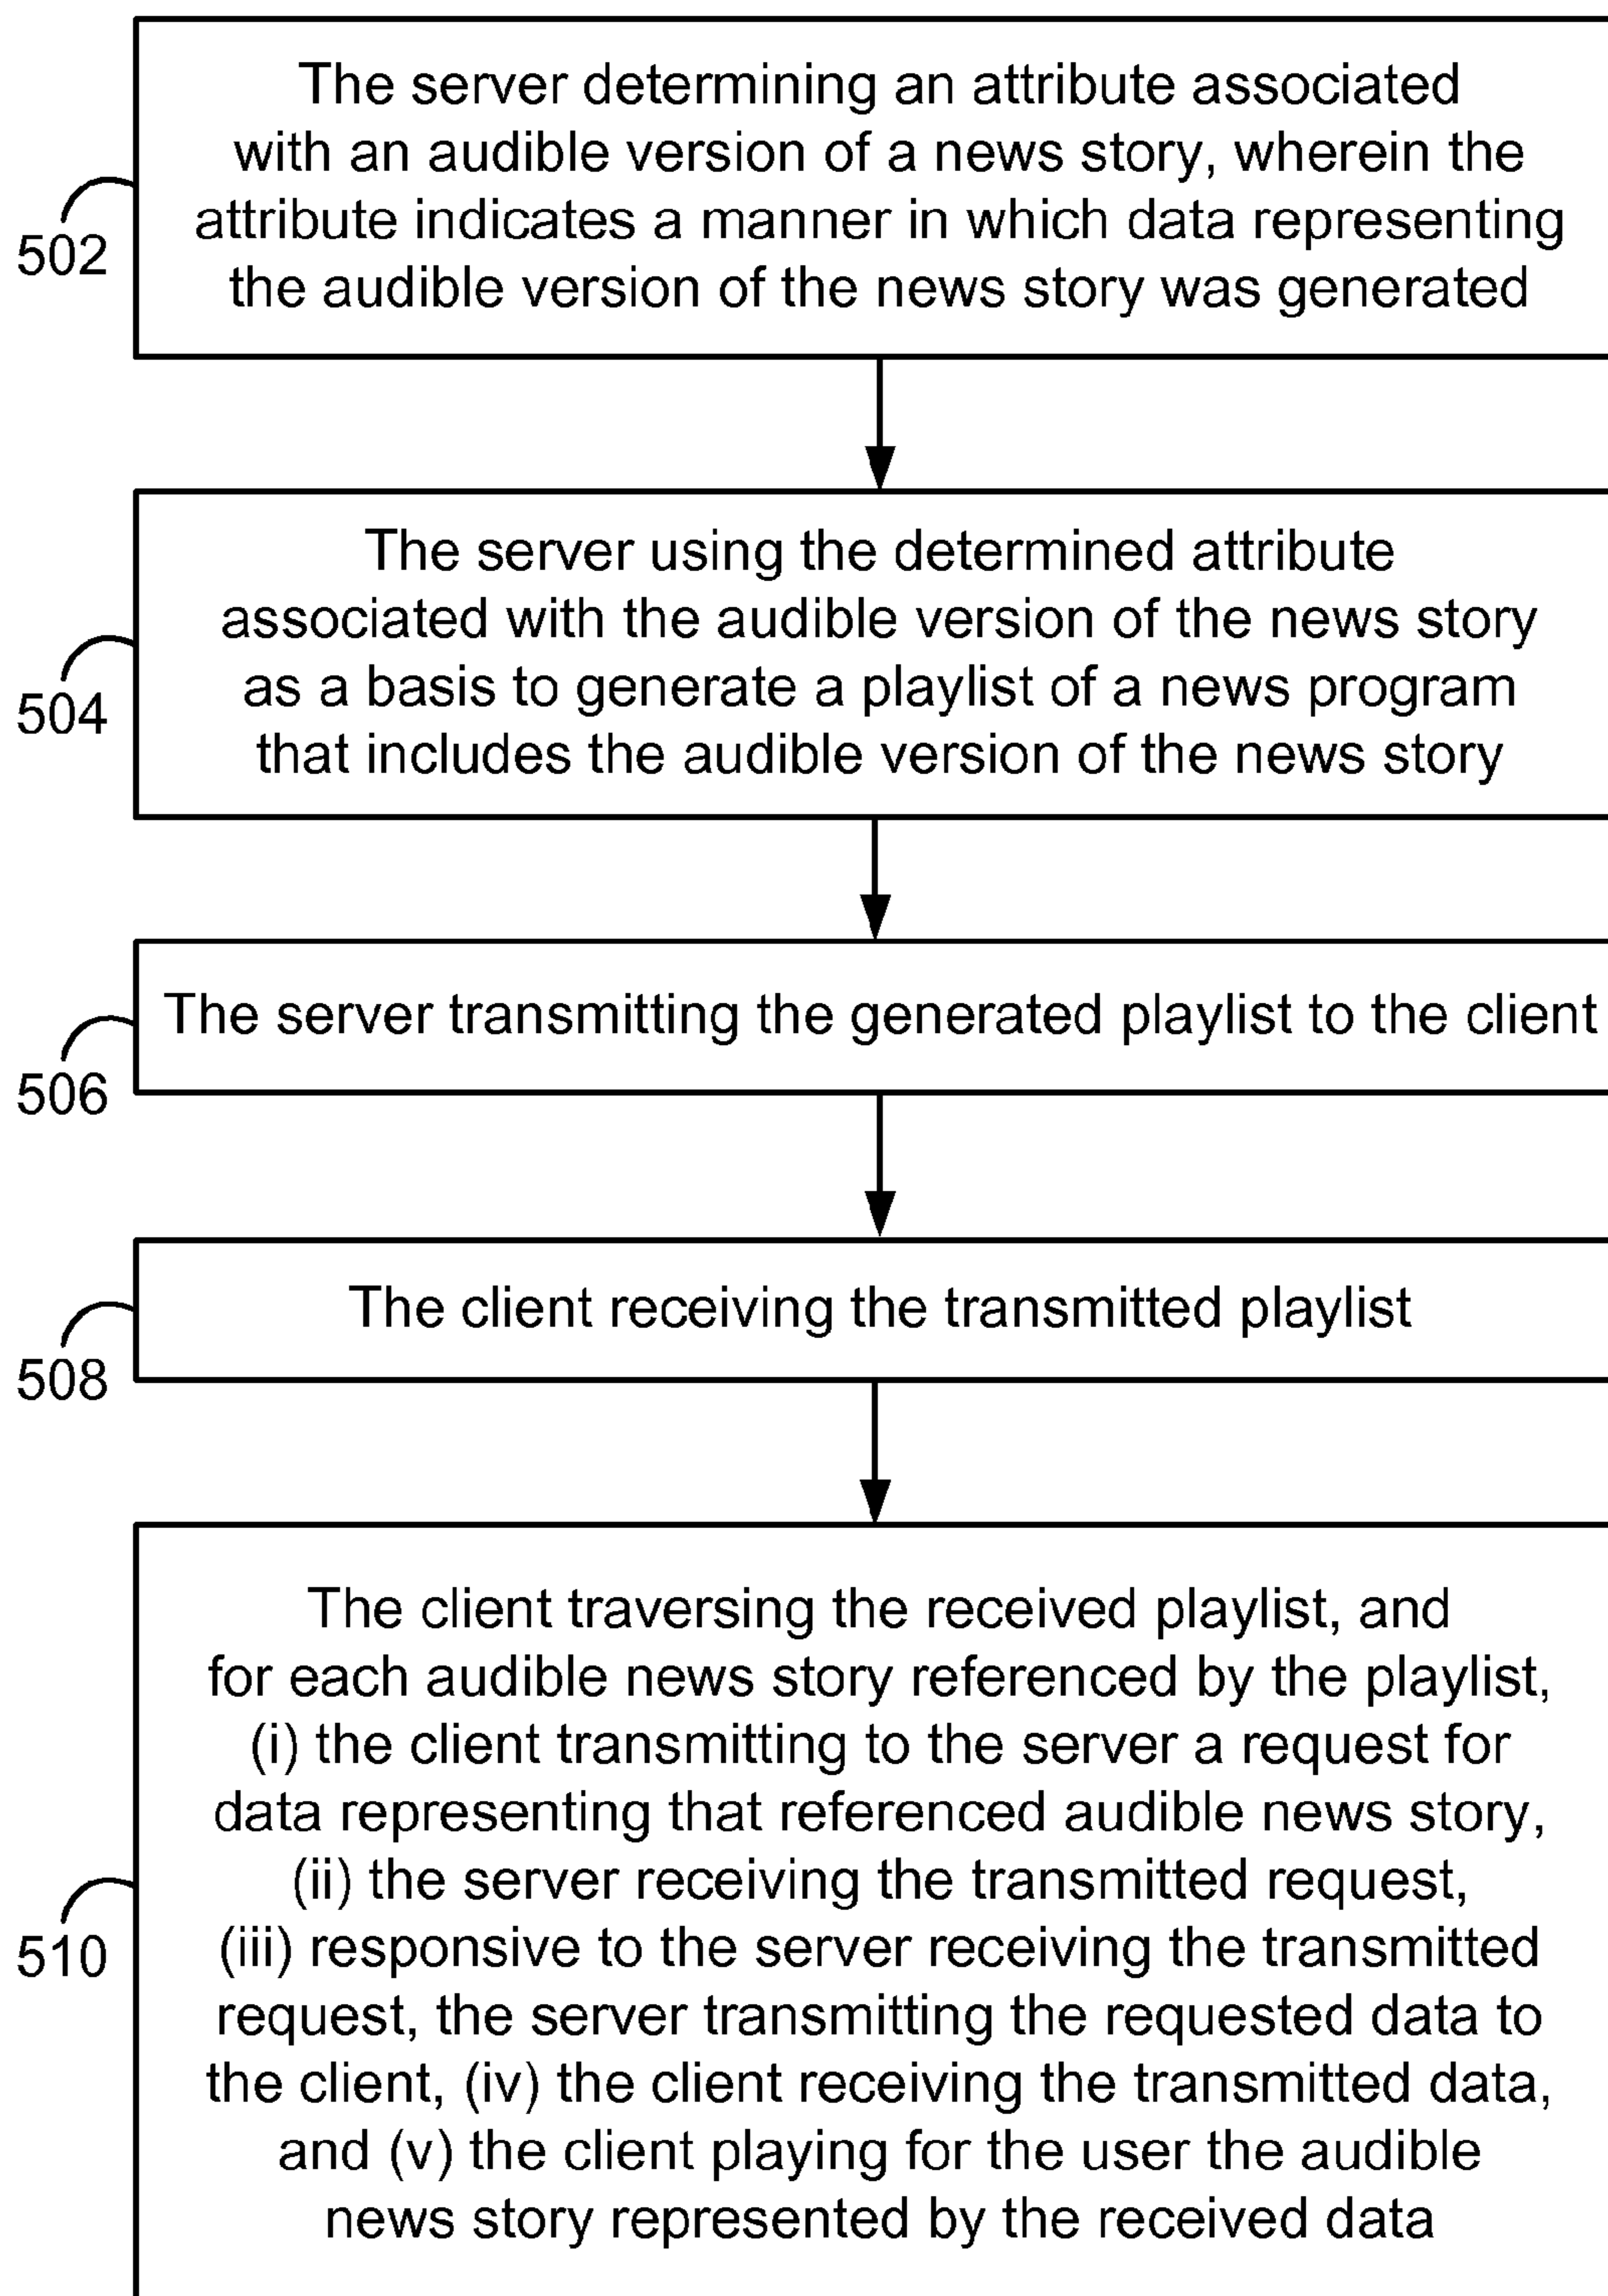 The server determining an attribute associated
with an audible version of a news story, wherein the
attribute indicates a manner in which data representing
the audible version of the news story was generated
502
The server using the determined attribute
associated with the audible version of the news story
as a basis to generate a playlist of a news program
that includes the audible version of the news story
504
The server transmitting the generated playlist to the client
506
The client receiving the transmitted playlist
508
The client traversing the received playlist, and
for each audible news story referenced by the playlist,
(i) the client transmitting to the server a request for
data representing that referenced audible news story,
(ii) the server receiving the transmitted request,
(iii) responsive to the server receiving the transmitted
request, the server transmitting the requested data to
the client, (iv) the client receiving the transmitted data,
and (v) the client playing for the user the audible
news story represented by the received data
510